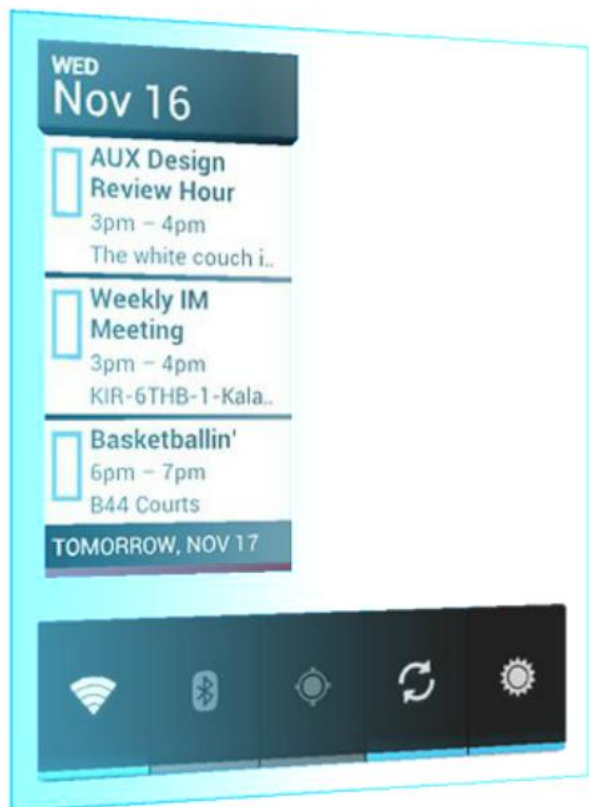 WED
Nov 16
AUX Design
Review Hour
3pm – 4pm
The white couch i..
Weekly IM
Meeting
3pm – 4pm
KIR-6THB-1-Kala..
Basketballin'
6pm – 7pm
B44 Courts
TOMORROW, NOV 17